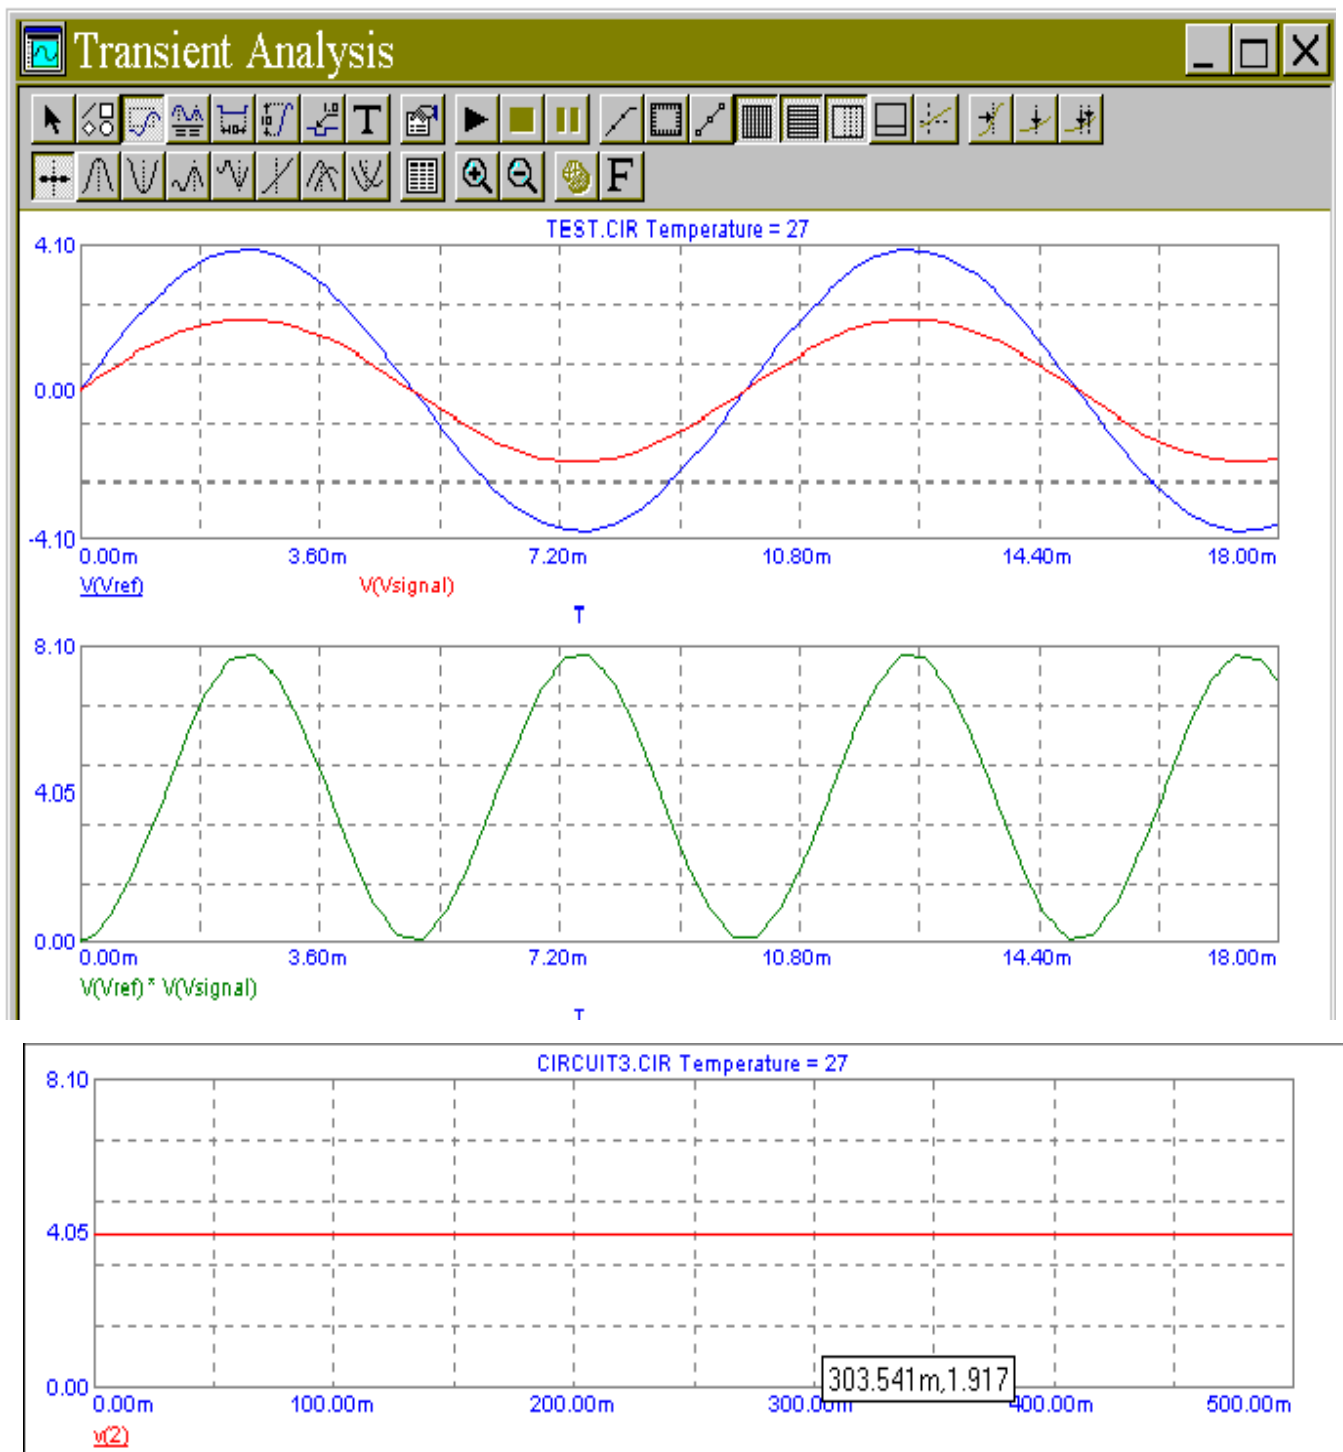 Transient Analysis
1.0
T
F
TEST.CIR Temperature = 27
4.10
0.00
-4.10
0.00m 3.60m 7.20m 10.80m 14.40m 18.00m
V(Vref) V(Vsignal)
T
8.10
4.05
0.00
0.00m 3.60m 7.20m 10.80m 14.40m 18.00m
V(Vref) * V(Vsignal)
T
CIRCUIT3.CIR Temperature = 27
8.10
4.05
303.541m,1.917
0.00
0.00m 100.00m 200.00m 300.00m 400.00m 500.00m
v(2)